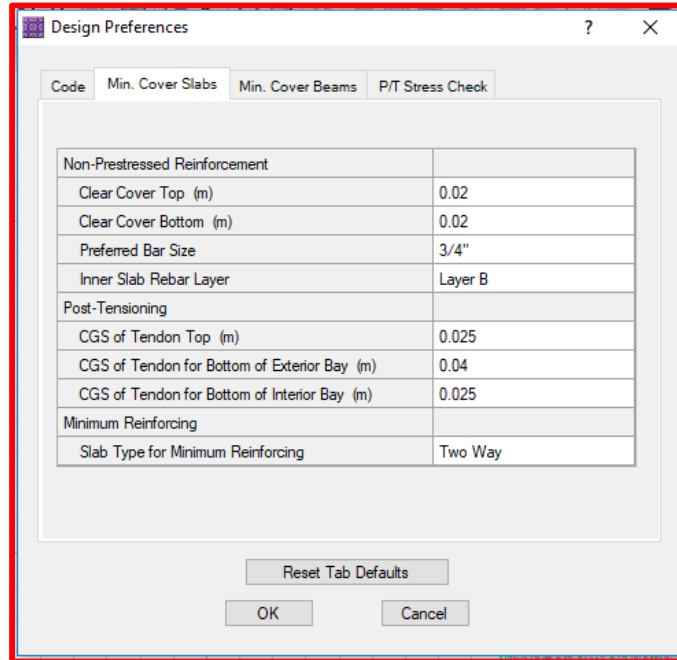 Design Preferences ? X
Code Min. Cover Slabs Min. Cover Beams P/T Stress Check
Non-Prestressed Reinforcement
Clear Cover Top (m) 0.02
Clear Cover Bottom (m) 0.02
Preferred Bar Size 3/4"
Inner Slab Rebar Layer Layer B
Post-Tensioning
CGS of Tendon Top (m) 0.025
CGS of Tendon for Bottom of Exterior Bay (m) 0.04
CGS of Tendon for Bottom of Interior Bay (m) 0.025
Minimum Reinforcing
Slab Type for Minimum Reinforcing Two Way
Reset Tab Defaults
OK Cancel